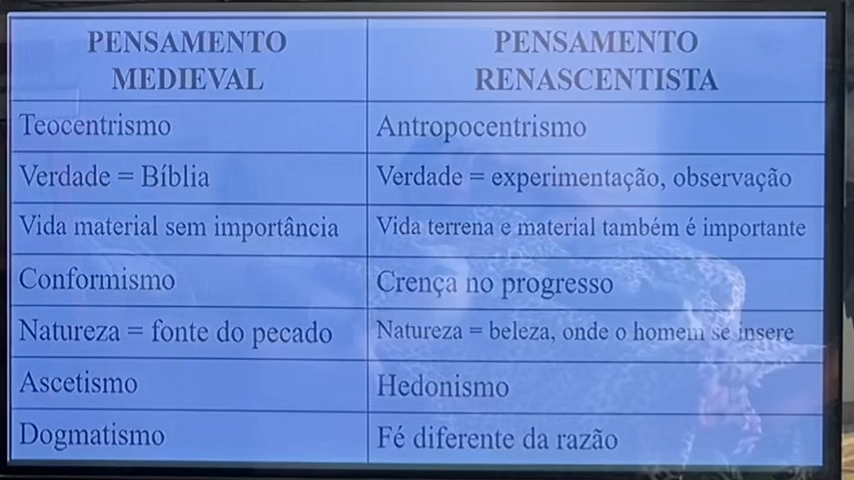 PENSAMENTO
MEDIEVAL
PENSAMENTO
RENASCENTISTA
Teocentrismo
Antropocentrismo
Verdade = Bíblia
Verdade = experimentação, observação
Vida material sem importância
Vida terrena e material também é importante
Conformismo
Crença no progresso
Natureza = fonte do pecado
Natureza = beleza, onde o homem se insere
Ascetismo
Hedonismo
Dogmatismo
Fé diferente da razão